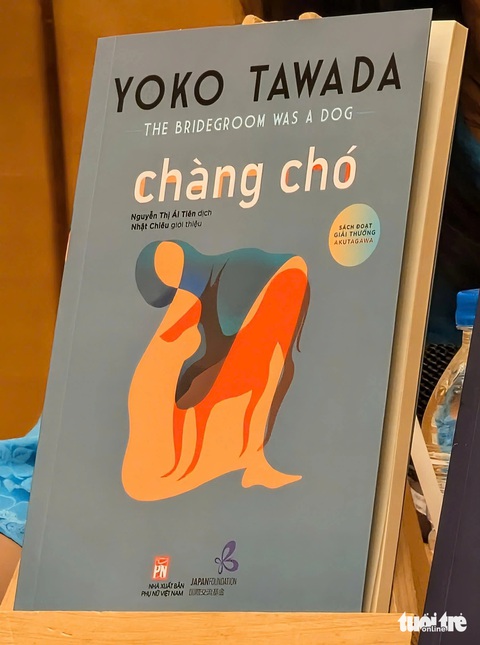 YOKO TAWADA
THE BRIDEGROOM WAS A DOG
chàng chó
Nguyễn Thị Ái Tiên dịch
Nhật Chiêu giới thiệu
SÁCH ĐOẠT
GIẢI THƯỞNG
AKUTAGAWA
PN
NHÀ XUẤT BẢN
PHỤ NỮ VIỆT NAM
JAPANFOUNDATION
国際交流基金
tuổi trẻ
online